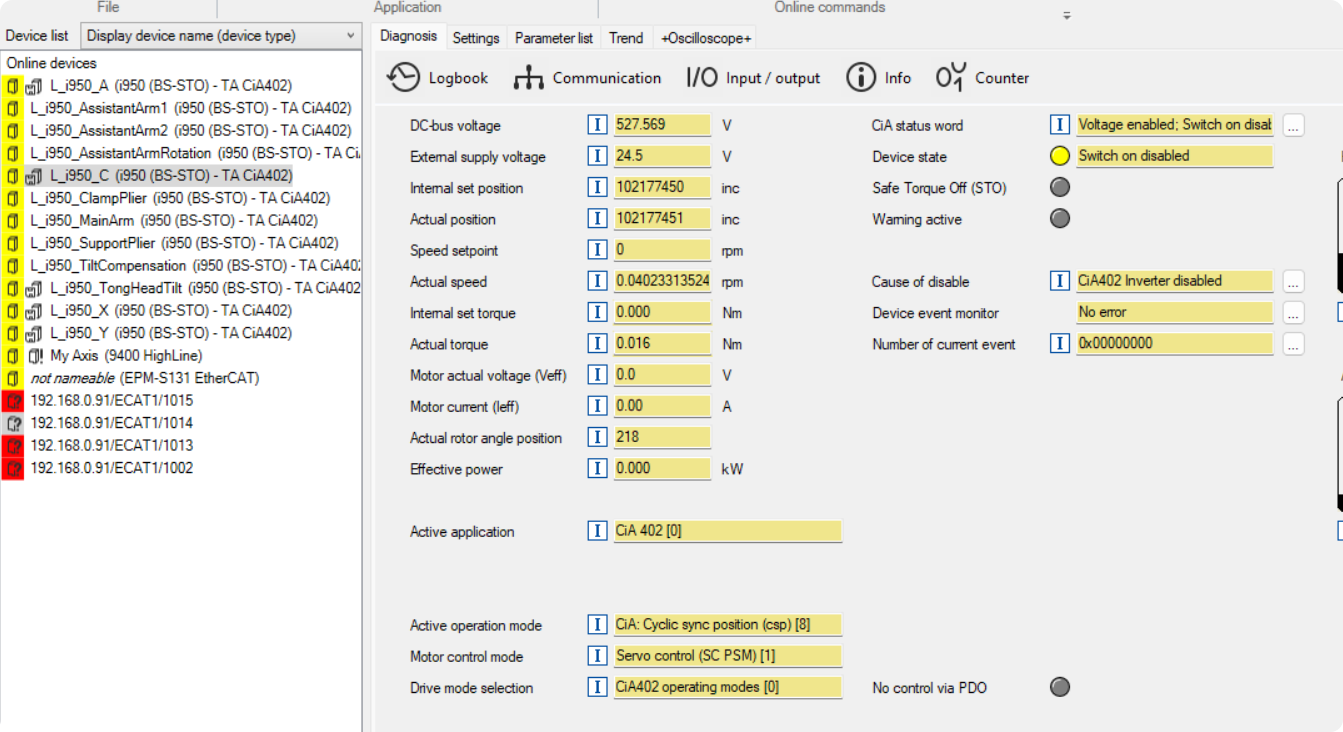 File
Application
Online commands
Device list
Display device name (device type)
Online devices
L_i950_A (i950 (BS-STO) - TA CiA402)
L_i950_AssistantArm1 (i950 (BS-STO) - TA CiA402)
L_i950_AssistantArm2 (i950 (BS-STO) - TA CiA402)
L_i950_AssistantArmRotation (i950 (BS-STO) - TA Ci
L_i950_C (i950 (BS-STO) - TA CiA402)
L_i950_ClampPlier (i950 (BS-STO) - TA CiA402)
L_i950_MainArm (i950 (BS-STO) - TA CiA402)
L_i950_SupportPlier (i950 (BS-STO) - TA CiA402)
L_i950_TiltCompensation (i950 (BS-STO) - TA CiA402
L_i950_TongHeadTilt (i950 (BS-STO) - TA CiA402
L_i950_X (i950 (BS-STO) - TA CiA402)
L_i950_Y (i950 (BS-STO) - TA CiA402)
My Axis (9400 HighLine)
not nameable (EPM-S131 EtherCAT)
192.168.0.91/ECAT1/1015
192.168.0.91/ECAT1/1014
192.168.0.91/ECAT1/1013
192.168.0.91/ECAT1/1002
Diagnosis Settings Parameter list Trend +Oscilloscope+
Logbook Communication I/O Input / output Info Counter
DC-bus voltage I 527.569 V
External supply voltage I 24.5 V
Internal set position I 102177450 inc
Actual position I 102177451 inc
Speed setpoint I 0 rpm
Actual speed I 0.04023313524 rpm
Internal set torque I 0.000 Nm
Actual torque I 0.016 Nm
Motor actual voltage (Veff) I 0.0 V
Motor current (Ieff) I 0.00 A
Actual rotor angle position I 218
Effective power I 0.000 kW
Active application I CiA 402 [0]
Active operation mode I CiA: Cyclic sync position (csp) [8]
Motor control mode I Servo control (SC PSM) [1]
Drive mode selection I CiA402 operating modes [0]
CiA status word I Voltage enabled; Switch on disab ...
Device state Switch on disabled
Safe Torque Off (STO)
Warning active
Cause of disable I CiA402 Inverter disabled ...
Device event monitor No error ...
Number of current event I 0x00000000 ...
No control via PDO